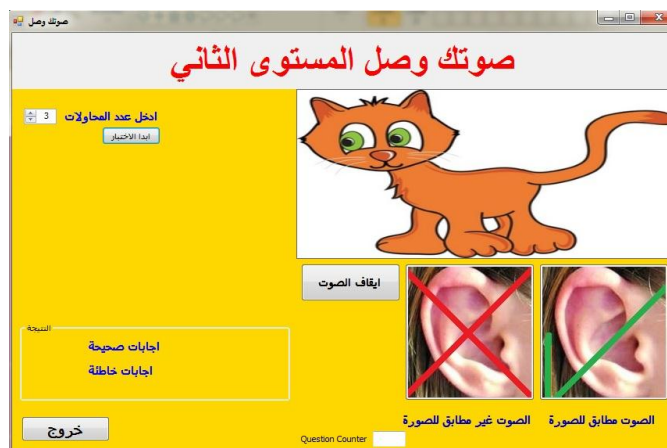 صوتك وصل
صوتك وصل المستوى الثاني
ادخل عدد المحاولات 3
ابدا الاختبار
ايقاف الصوت
النتيجة
اجابات صحيحة
اجابات خاطئة
الصوت مطابق للصورة
الصوت غير مطابق للصورة
خروج
Question Counter